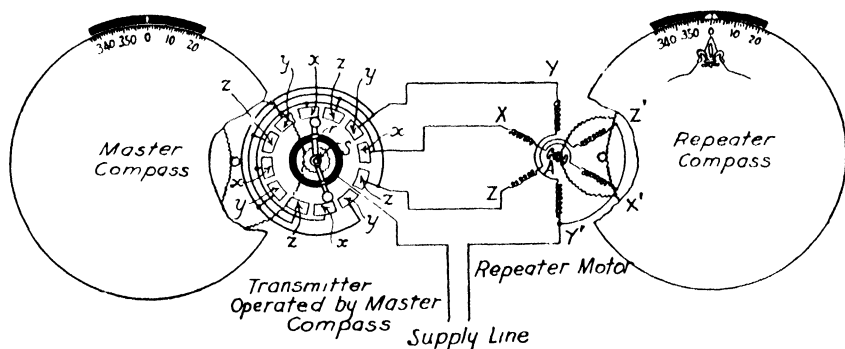 340 350 0 10 20
340 350 0 10 20
Master
Compass
Repeater
Compass
z
y
x
z
y
x
z
y
x
z
y
x
r
S
Y
X
Z
A
Z'
X'
Y'
Transmitter
Operated by Master
Compass
Supply Line
Repeater Motor